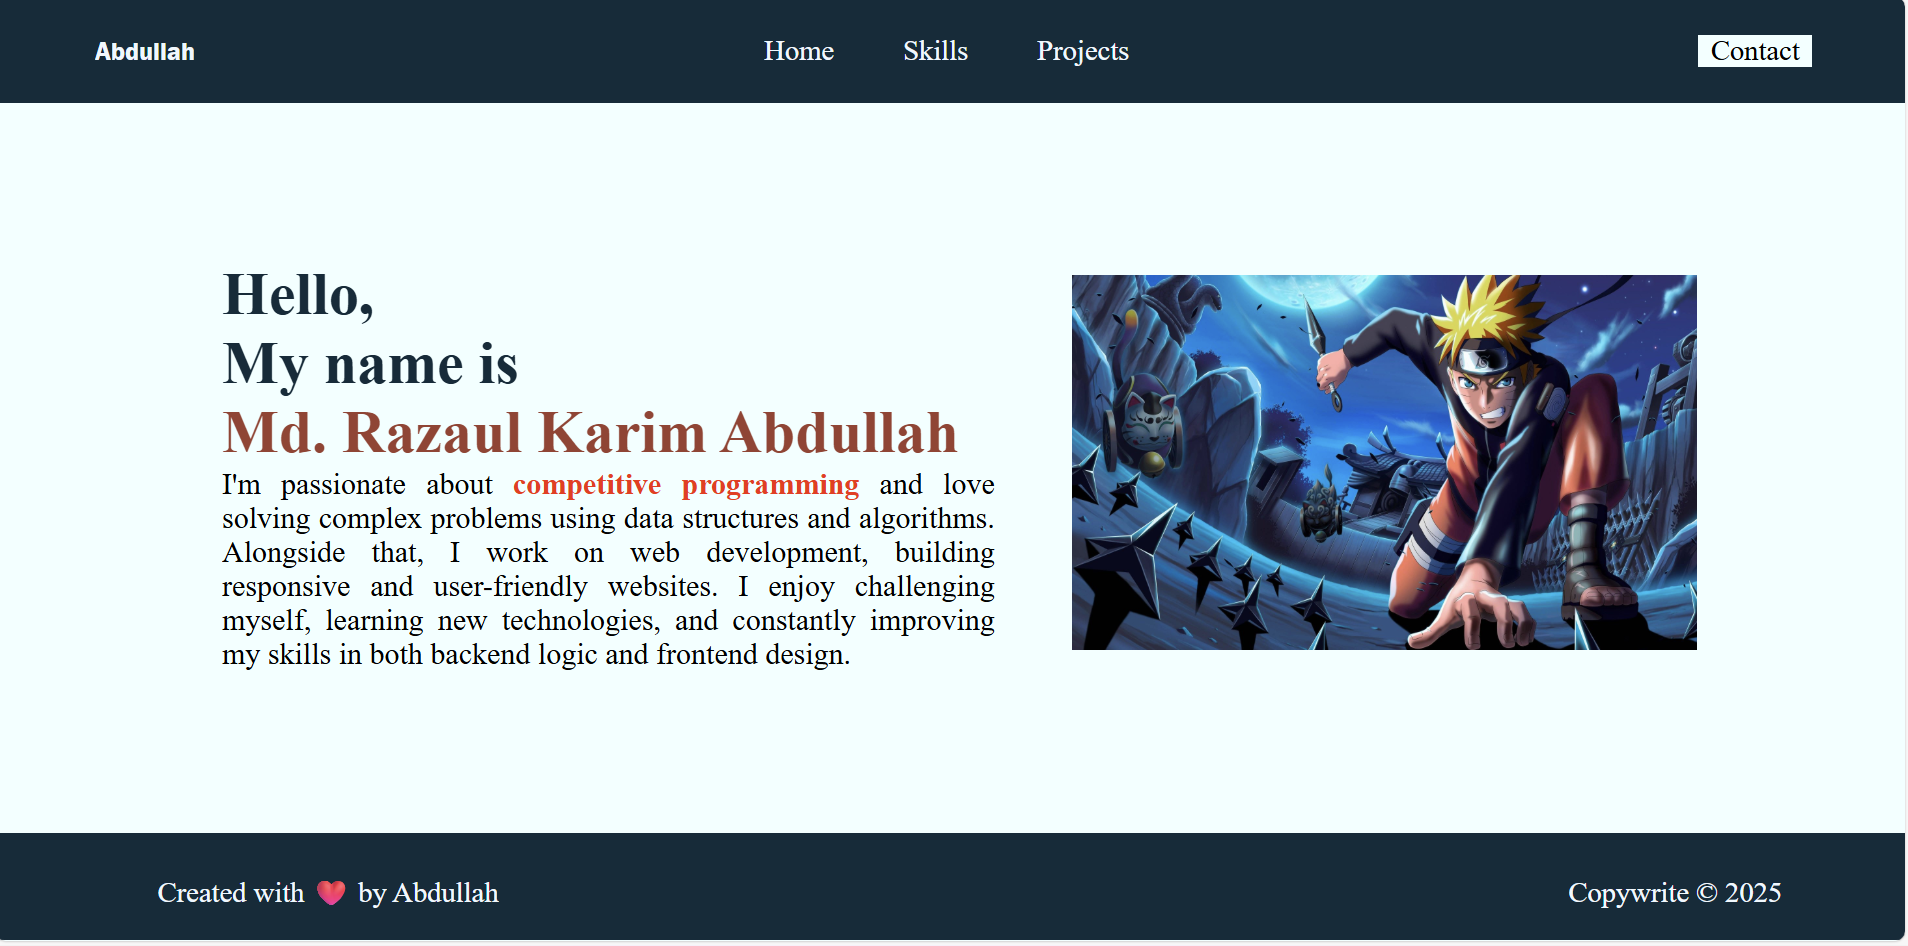 Abdullah
Home Skills Projects
Contact
Hello,
My name is
Md. Razaul Karim Abdullah
I'm passionate about competitive programming and love
solving complex problems using data structures and algorithms.
Alongside that, I work on web development, building
responsive and user-friendly websites. I enjoy challenging
myself, learning new technologies, and constantly improving
my skills in both backend logic and frontend design.
Created with ❤️ by Abdullah
Copywrite © 2025